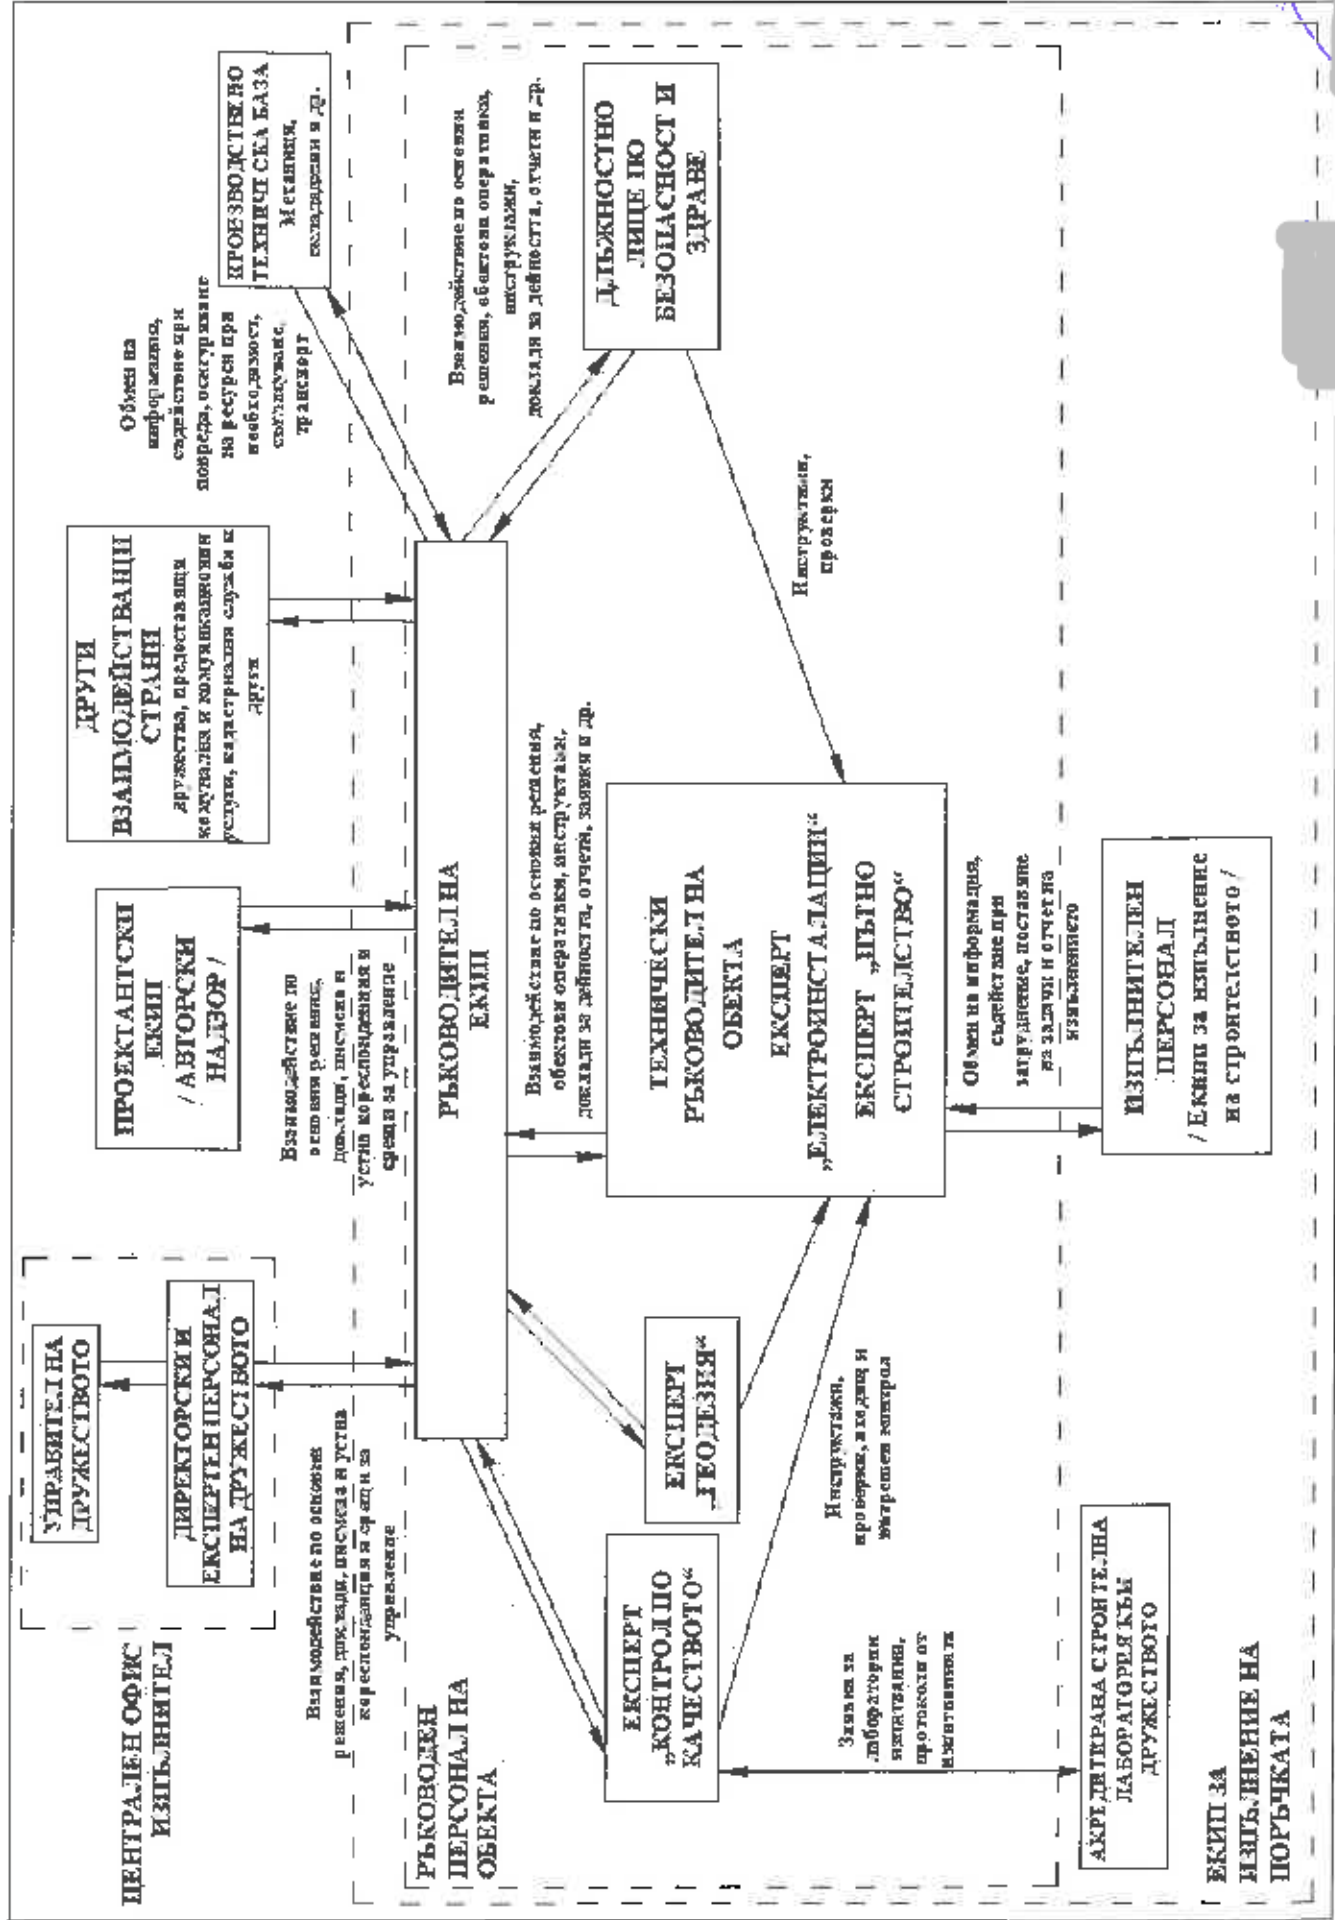 ЦЕНТРАЛЕН ОФИС
ИЗПЪЛНИТЕЛ
УПРАВИТЕЛ НА
ДРУЖЕСТВОТО
ДИРЕКТОРСКИ И
ЕКСПЕРТЕН ПЕРСОНАЛ
НА ДРУЖЕСТВОТО
ПРОЕКТАНТСКИ
ЕКИП
/ АВТОРСКИ
НАДЗОР /
ДРУГИ
ВЗАИМОДЕЙСТВАЩИ
СТРАНИ
дружества, предоставящи
комунални и комуникационни
услуги, кадастрални служби и
други
ПРОИЗВОДСТВЕНО
ТЕХНИЧЕСКА БАЗА
Механици,
складодържатели и др.
Взаимодействие по основни
решения, доклади, писмена и устна
кореспонденция и срещи за
управление
Взаимодействие по
основни решения,
доклади, писмена и
устна кореспонденция и
срещи за управление
Обмен на
информация,
съдействие при
повреда, осигуряване
на ресурси при
необходимост,
съгласуване,
транспорт
РЪКОВОДЕН
ПЕРСОНАЛ НА
ОБЕКТА
РЪКОВОДИТЕЛ НА
ЕКИП
Взаимодействие по основни
решения, обектови оперативки,
инструктажи,
доклади за дейността, отчети и др.
Взаимодействие по основни решения,
обектови оперативки, инструктажи,
доклади за дейността, отчети, заявки и др.
ЕКСПЕРТ
„КОНТРОЛ ПО
КАЧЕСТВОТО“
ЕКСПЕРТ
„ГЕОДЕЗИЯ“
ТЕХНИЧЕСКИ
РЪКОВОДИТЕЛ НА
ОБЕКТА
ЕКСПЕРТ
„ЕЛЕКТРОИНСТАЛАЦИИ“
ЕКСПЕРТ „ПЪТНО
СТРОИТЕЛСТВО“
ДЛЪЖНОСТНО
ЛИЦЕ ПО
БЕЗОПАСНОСТ И
ЗДРАВЕ
Инструктажи,
проверки
Инструктажи,
проверки, входящ и
вътрешен контрол
Заявки за
лабораторни
изпитвания,
протоколи от
изпитванията
Обмен на информация,
съдействие при
затруднение, поставяне
на задачи и отчет на
изпълнението
АКРЕДИТИРАНА СТРОИТЕЛНА
ЛАБОРАТОРИЯ КЪМ
ДРУЖЕСТВОТО
ИЗПЪЛНИТЕЛЕН
ПЕРСОНАЛ
/ Екипи за изпълнение
на строителството /
ЕКИП ЗА
ИЗПЪЛНЕНИЕ НА
ПОРЪЧКАТА